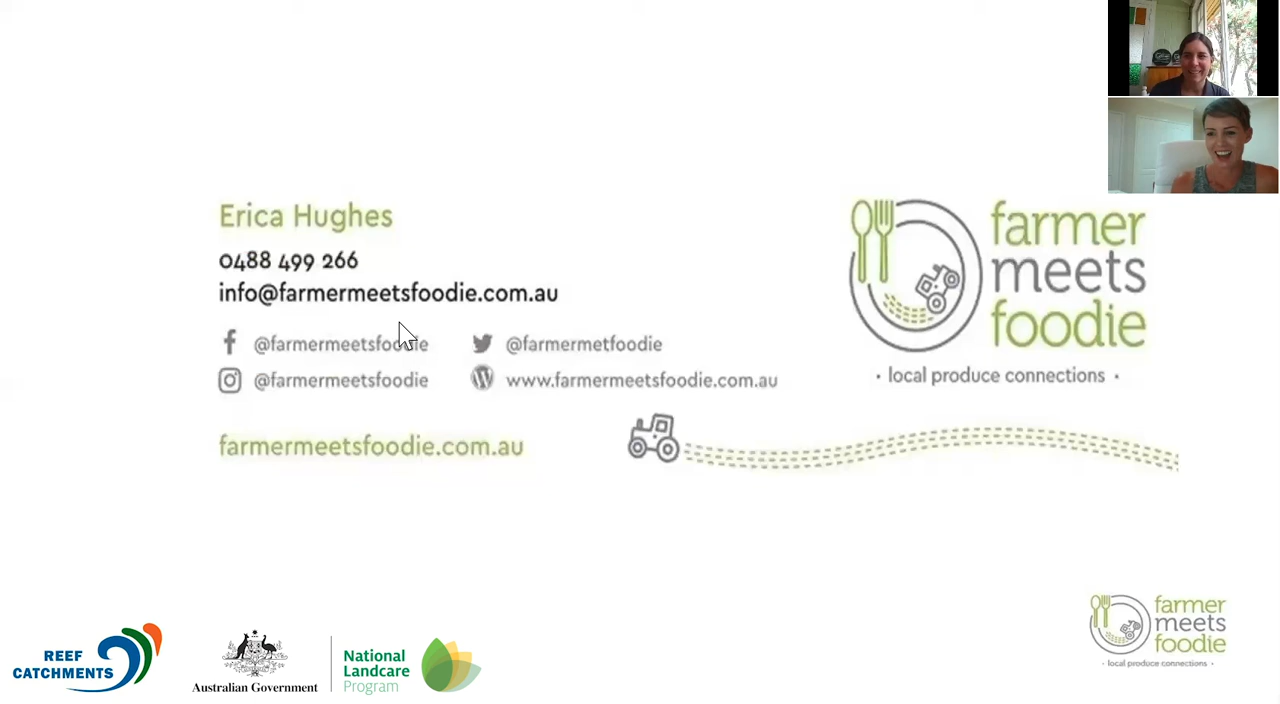 Erica Hughes
0488 499 266
info@farmermeetsfoodie.com.au
@farmermeetsfoodie
@farmermetfoodie
@farmermeetsfoodie
www.farmermeetsfoodie.com.au
farmermeetsfoodie.com.au
farmer
meets
foodie
· local produce connections ·
REEF
CATCHMENTS
Australian Government
National
Landcare
Program
farmer
meets
foodie
· local produce connections ·